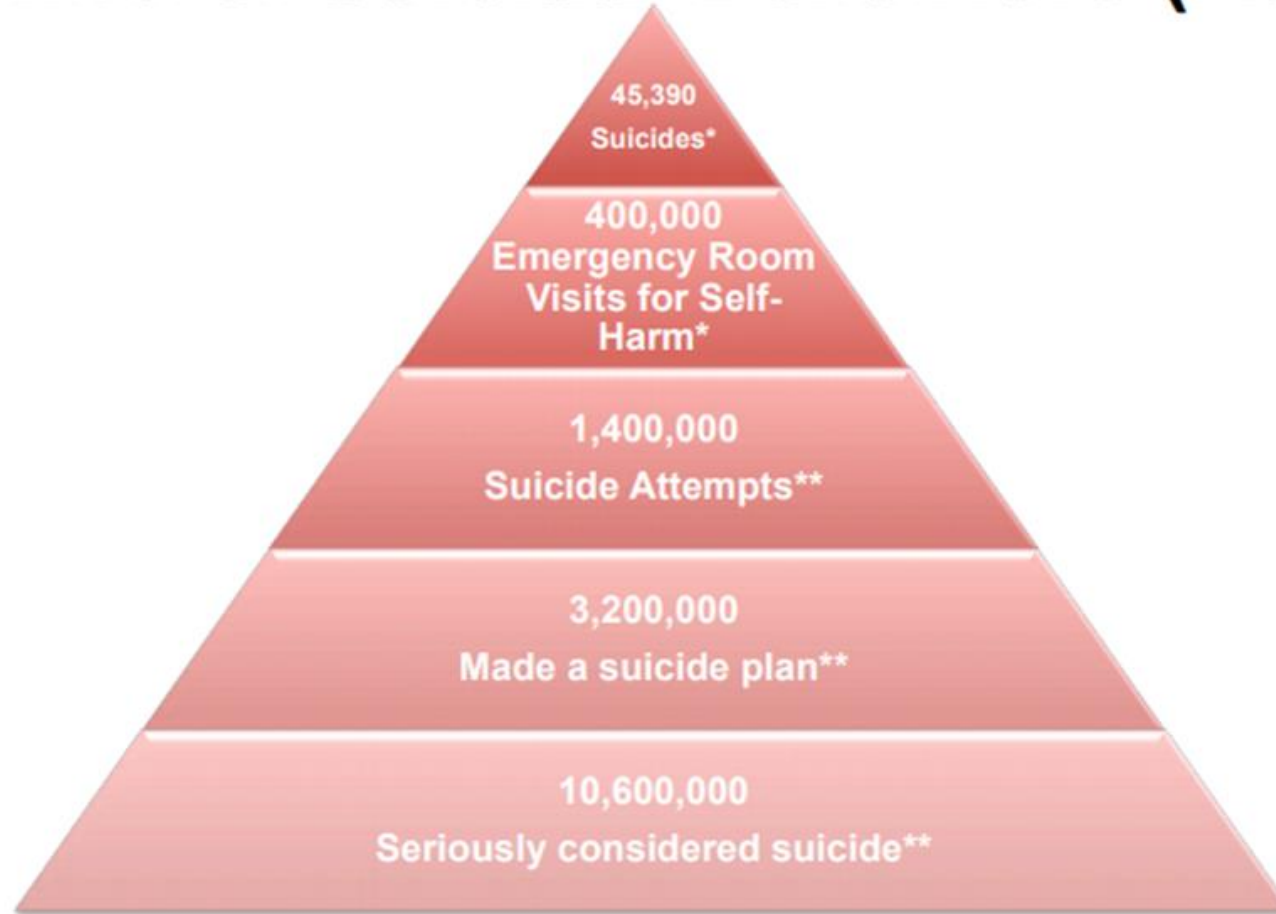 45,390
Suicides*
400,000
Emergency Room
Visits for Self-
Harm*
1,400,000
Suicide Attempts**
3,200,000
Made a suicide plan**
10,600,000
Seriously considered suicide**